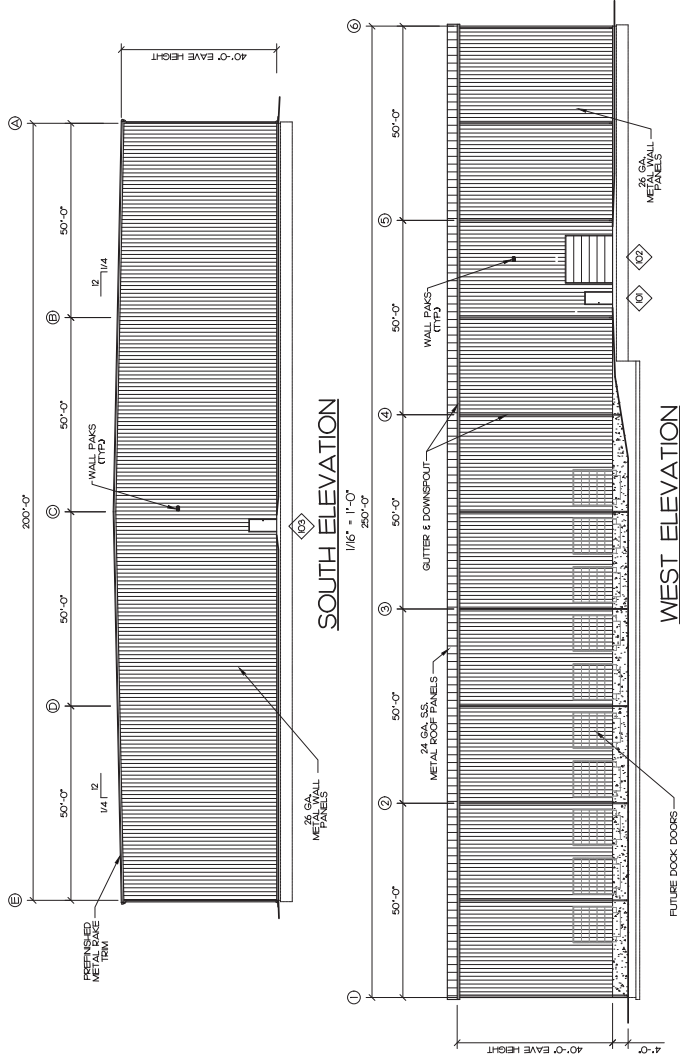 200'-0"
E
D
C
B
A
50'-0"
50'-0"
50'-0"
50'-0"
12
1/4
12
1/4
PREFINISHED
METAL RAKE
TRIM
WALL PAKS
(TYP.)
40'-0" EAVE HEIGHT
26 GA.
METAL WALL
PANELS
103
SOUTH ELEVATION
1/16" = 1'-0"
250'-0"
1
2
3
4
5
6
50'-0"
50'-0"
50'-0"
50'-0"
50'-0"
24 GA. S.S.
METAL ROOF PANELS
GUTTER & DOWNSPOUT
WALL PAKS
(TYP.)
40'-0" EAVE HEIGHT
4'-0"
FUTURE DOCK DOORS
101
102
26 GA.
METAL WALL
PANELS
WEST ELEVATION